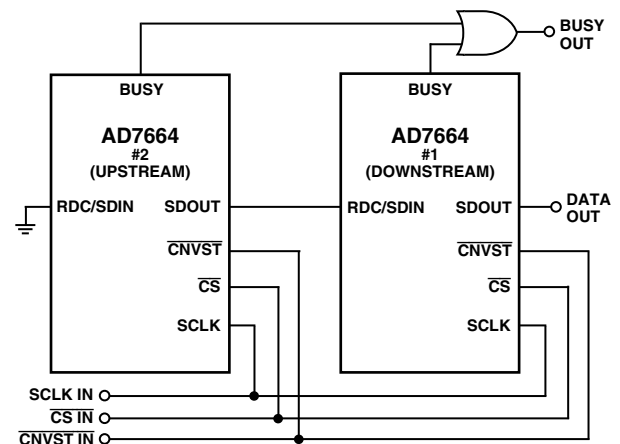 BUSY
OUT
BUSY
BUSY
AD7664
#2
(UPSTREAM)
AD7664
#1
(DOWNSTREAM)
RDC/SDIN
SDOUT
RDC/SDIN
SDOUT
DATA
OUT
CNVST
CNVST
CS
CS
SCLK
SCLK
SCLK IN
CS IN
CNVST IN